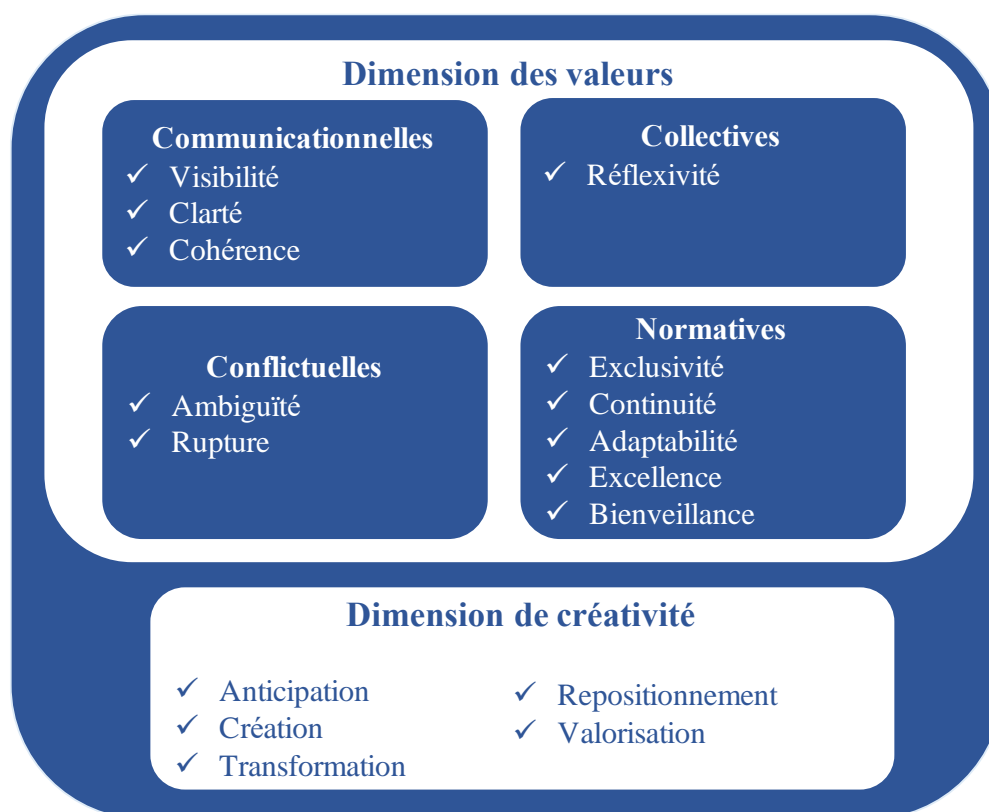 Dimension des valeurs
Communicationnelles
✓ Visibilité
✓ Clarté
✓ Cohérence
Collectives
✓ Réflexivité
Conflictuelles
✓ Ambiguïté
✓ Rupture
Normatives
✓ Exclusivité
✓ Continuité
✓ Adaptabilité
✓ Excellence
✓ Bienveillance
Dimension de créativité
✓ Anticipation
✓ Création
✓ Transformation
✓ Repositionnement
✓ Valorisation